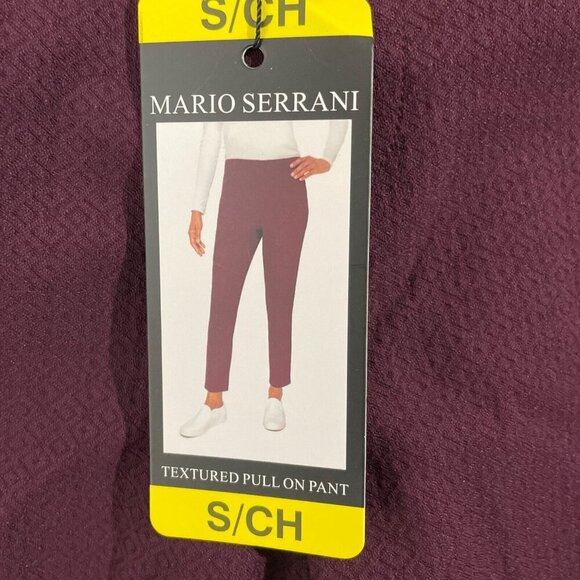 S/CH
MARIO SERRANI
TEXTURED PULL ON PANT
S/CH